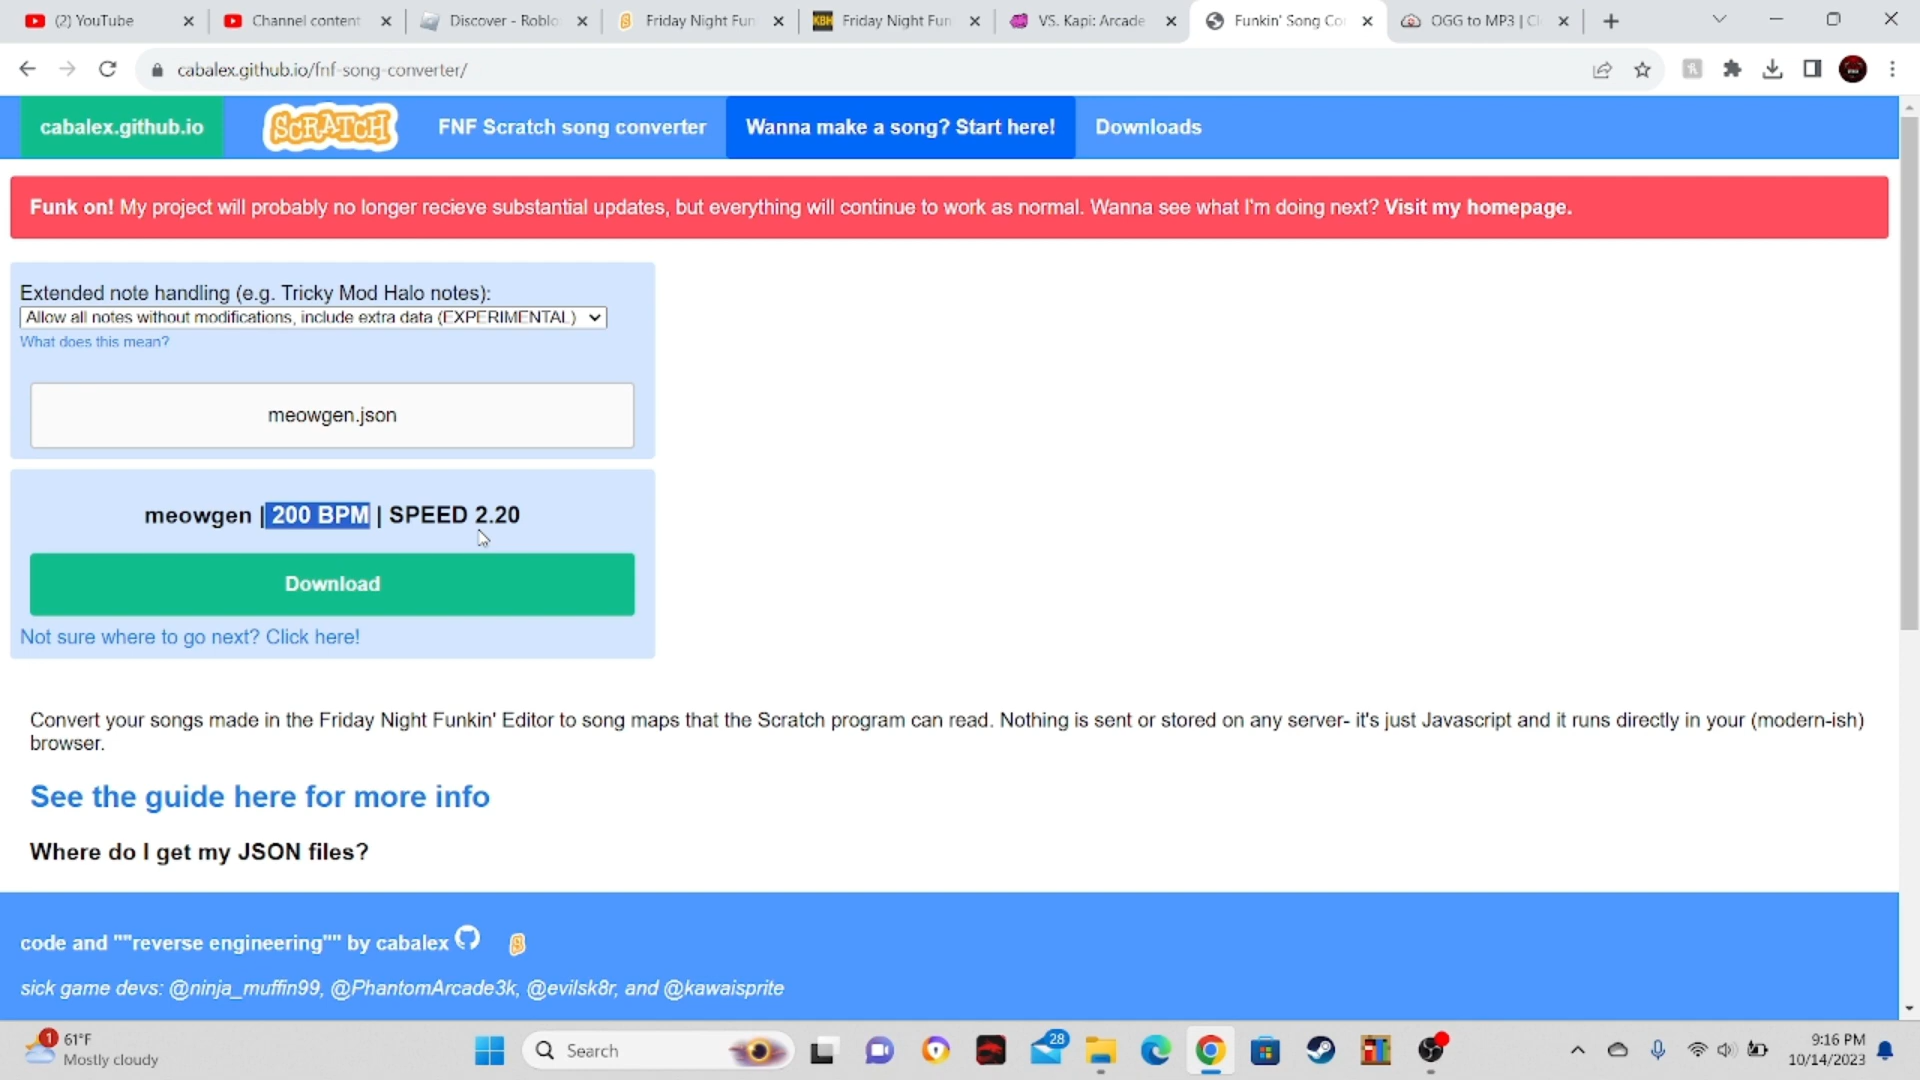 (2) YouTube
Channel content
Discover - Roblo
Friday Night Fun
Friday Night Fun
VS. Kapi: Arcade
Funkin' Song Co
OGG to MP3 | Cl
cabalex.github.io/fnf-song-converter/
cabalex.github.io
SCRATCH
FNF Scratch song converter
Wanna make a song? Start here!
Downloads
Funk on! My project will probably no longer recieve substantial updates, but everything will continue to work as normal. Wanna see what I'm doing next? Visit my homepage.
Extended note handling (e.g. Tricky Mod Halo notes):
Allow all notes without modifications, include extra data (EXPERIMENTAL)
What does this mean?
meowgen.json
meowgen | 200 BPM | SPEED 2.20
Download
Not sure where to go next? Click here!
Convert your songs made in the Friday Night Funkin' Editor to song maps that the Scratch program can read. Nothing is sent or stored on any server- it's just Javascript and it runs directly in your (modern-ish)
browser.
See the guide here for more info
Where do I get my JSON files?
code and ""reverse engineering"" by cabalex
sick game devs: @ninja_muffin99, @PhantomArcade3k, @evilsk8r, and @kawaisprite
1
61°F
Mostly cloudy
Search
28
9:16 PM
10/14/2023